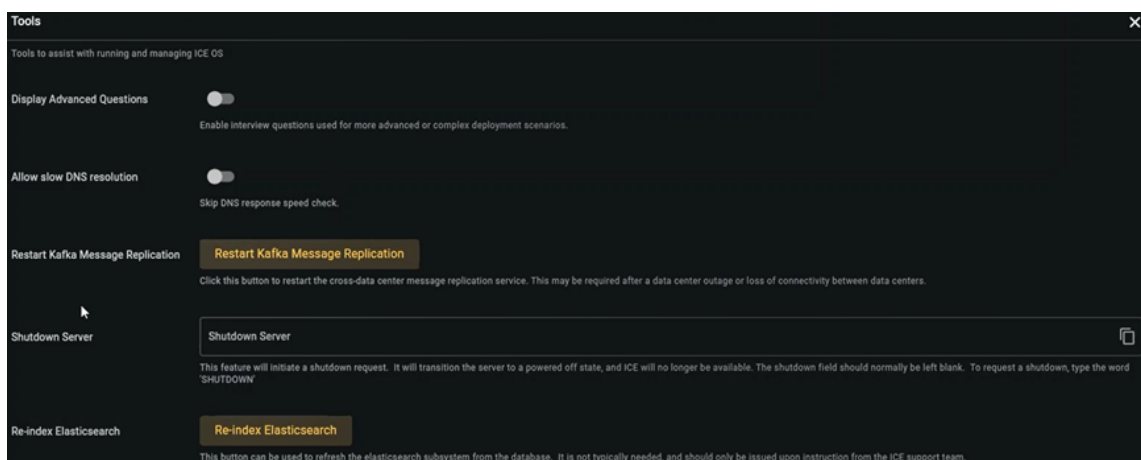 Tools
Tools to assist with running and managing ICE OS
Display Advanced Questions
Enable interview questions used for more advanced or complex deployment scenarios.
Allow slow DNS resolution
Skip DNS response speed check.
Restart Kafka Message Replication
Restart Kafka Message Replication
Click this button to restart the cross-data center message replication service. This may be required after a data center outage or loss of connectivity between data centers.
Shutdown Server
Shutdown Server
This feature will initiate a shutdown request. It will transition the server to a powered off state, and ICE will no longer be available. The shutdown field should normally be left blank. To request a shutdown, type the word
'SHUTDOWN'
Re-index Elasticsearch
Re-index Elasticsearch
This button can be used to refresh the elasticsearch subsystem from the database. It is not typically needed, and should only be issued upon instruction from the ICE support team.